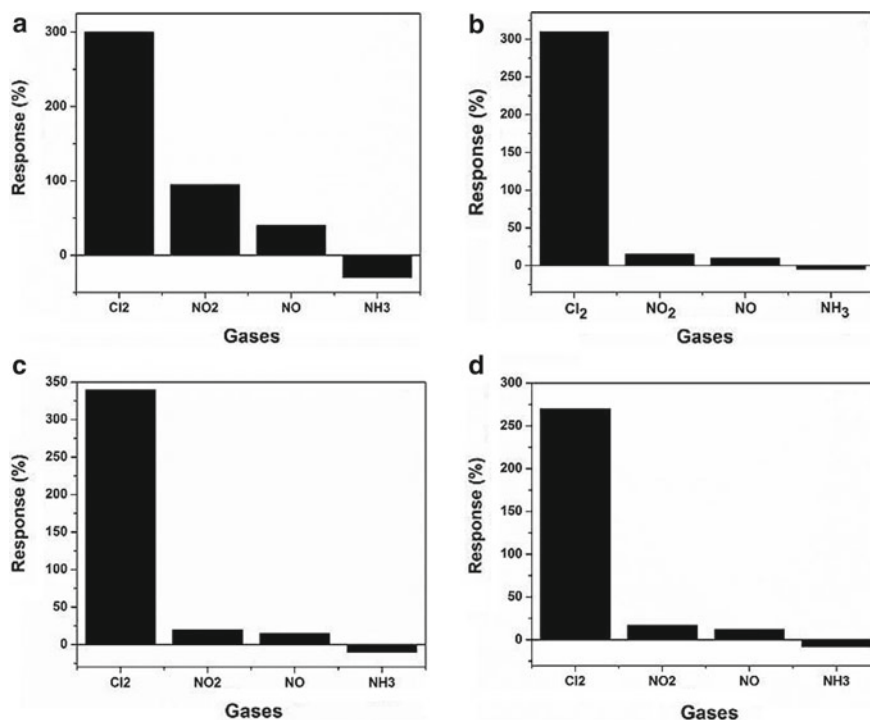 a
Response (%)
300
200
100
0
Cl2 NO2 NO NH3
Gases
b
Response (%)
300
250
200
150
100
50
0
Cl₂ NO₂ NO NH₃
Gases
c
Response (%)
350
300
250
200
150
100
50
0
Cl2 NO2 NO NH3
Gases
d
Response (%)
300
250
200
150
100
50
0
Cl2 NO2 NO NH3
Gases